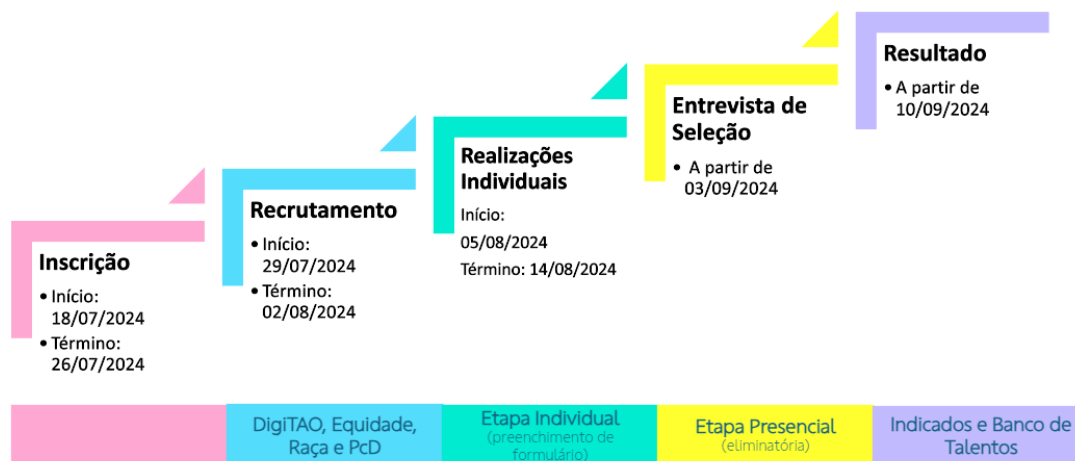 Inscrição
• Início:
18/07/2024
• Término:
26/07/2024
Recrutamento
• Início:
29/07/2024
• Término:
02/08/2024
Realizações
Individuais
Início:
05/08/2024
Término: 14/08/2024
Entrevista de
Seleção
• A partir de
03/09/2024
Resultado
• A partir de
10/09/2024
DigiTAO, Equidade,
Raça e PcD
Etapa Individual
(preenchimento de
formulário)
Etapa Presencial
(eliminatória)
Indicados e Banco de
Talentos